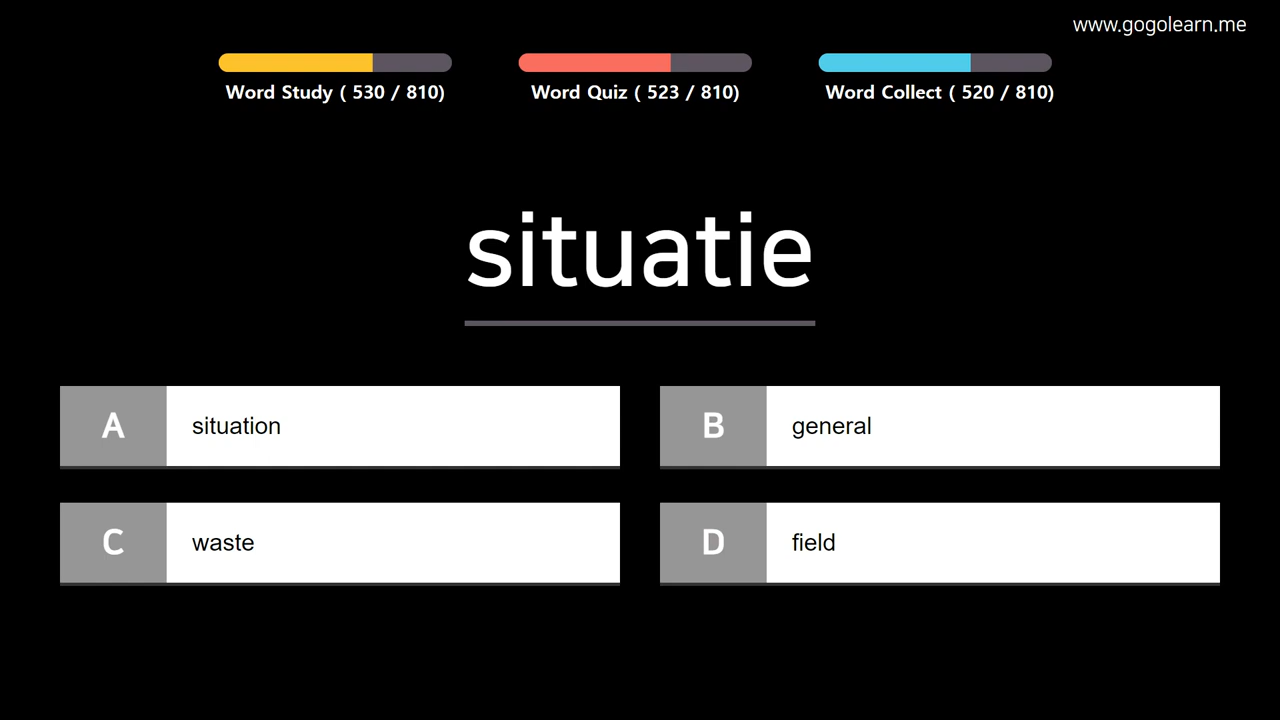 www.gogolearn.me
Word Study ( 530 / 810)
Word Quiz ( 523 / 810)
Word Collect ( 520 / 810)
situatie
A situation
B general
C waste
D field